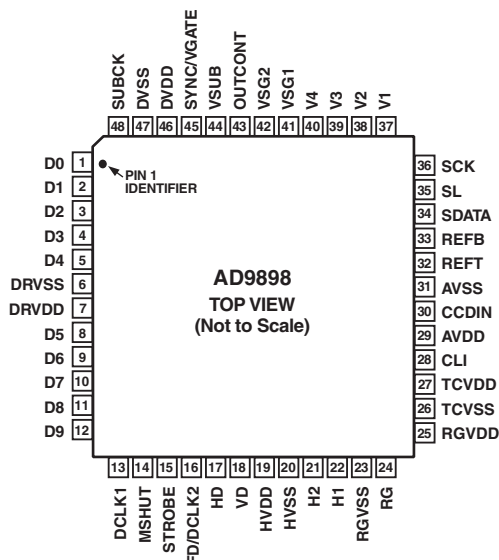 SUBCK DVSS DVDD SYNC/VGATE VSUB OUTCONT VSG2 VSG1 V4 V3 V2 V1
48 47 46 45 44 43 42 41 40 39 38 37
D0 1
D1 2
D2 3
D3 4
D4 5
DRVSS 6
DRVDD 7
D5 8
D6 9
D7 10
D8 11
D9 12
PIN 1
IDENTIFIER
AD9898
TOP VIEW
(Not to Scale)
36 SCK
35 SL
34 SDATA
33 REFB
32 REFT
31 AVSS
30 CCDIN
29 AVDD
28 CLI
27 TCVDD
26 TCVSS
25 RGVDD
13 14 15 16 17 18 19 20 21 22 23 24
DCLK1 MSHUT STROBE FD/DCLK2 HD VD HVDD HVSS H2 H1 RGVSS RG